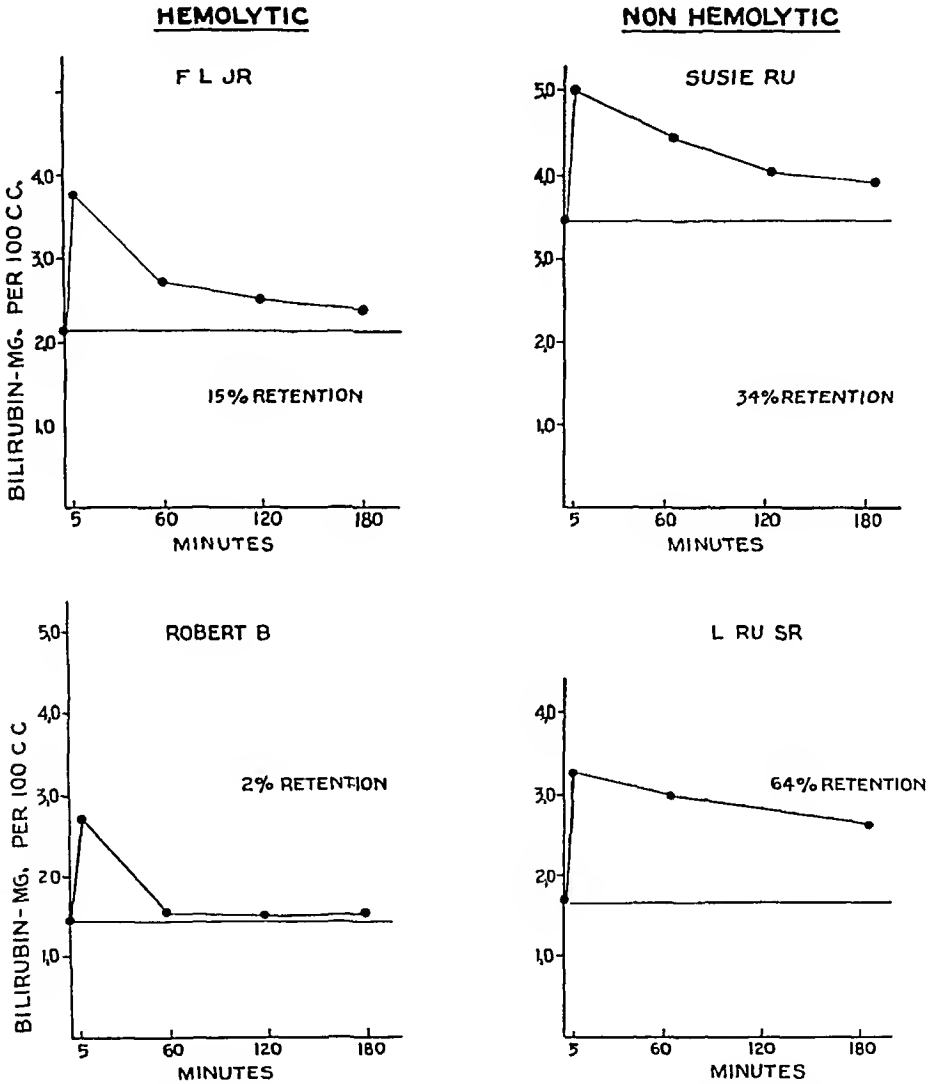 HEMOLYTIC
NON HEMOLYTIC
F L JR
BILIRUBIN-MG. PER 100 C.C.
4,0
3,0
2,0
1,0
15% RETENTION
5 60 120 180
MINUTES
SUSIE RU
5,0
4,0
3,0
2,0
1,0
34% RETENTION
5 60 120 180
MINUTES
ROBERT B
BILIRUBIN-MG. PER 100 C C
5,0
4,0
3,0
2 0
1,0
2% RETENTION
5 60 120 180
MINUTES
L RU SR
4,0
3,0
2,0
1,0
64% RETENTION
5 60 120 180
MINUTES